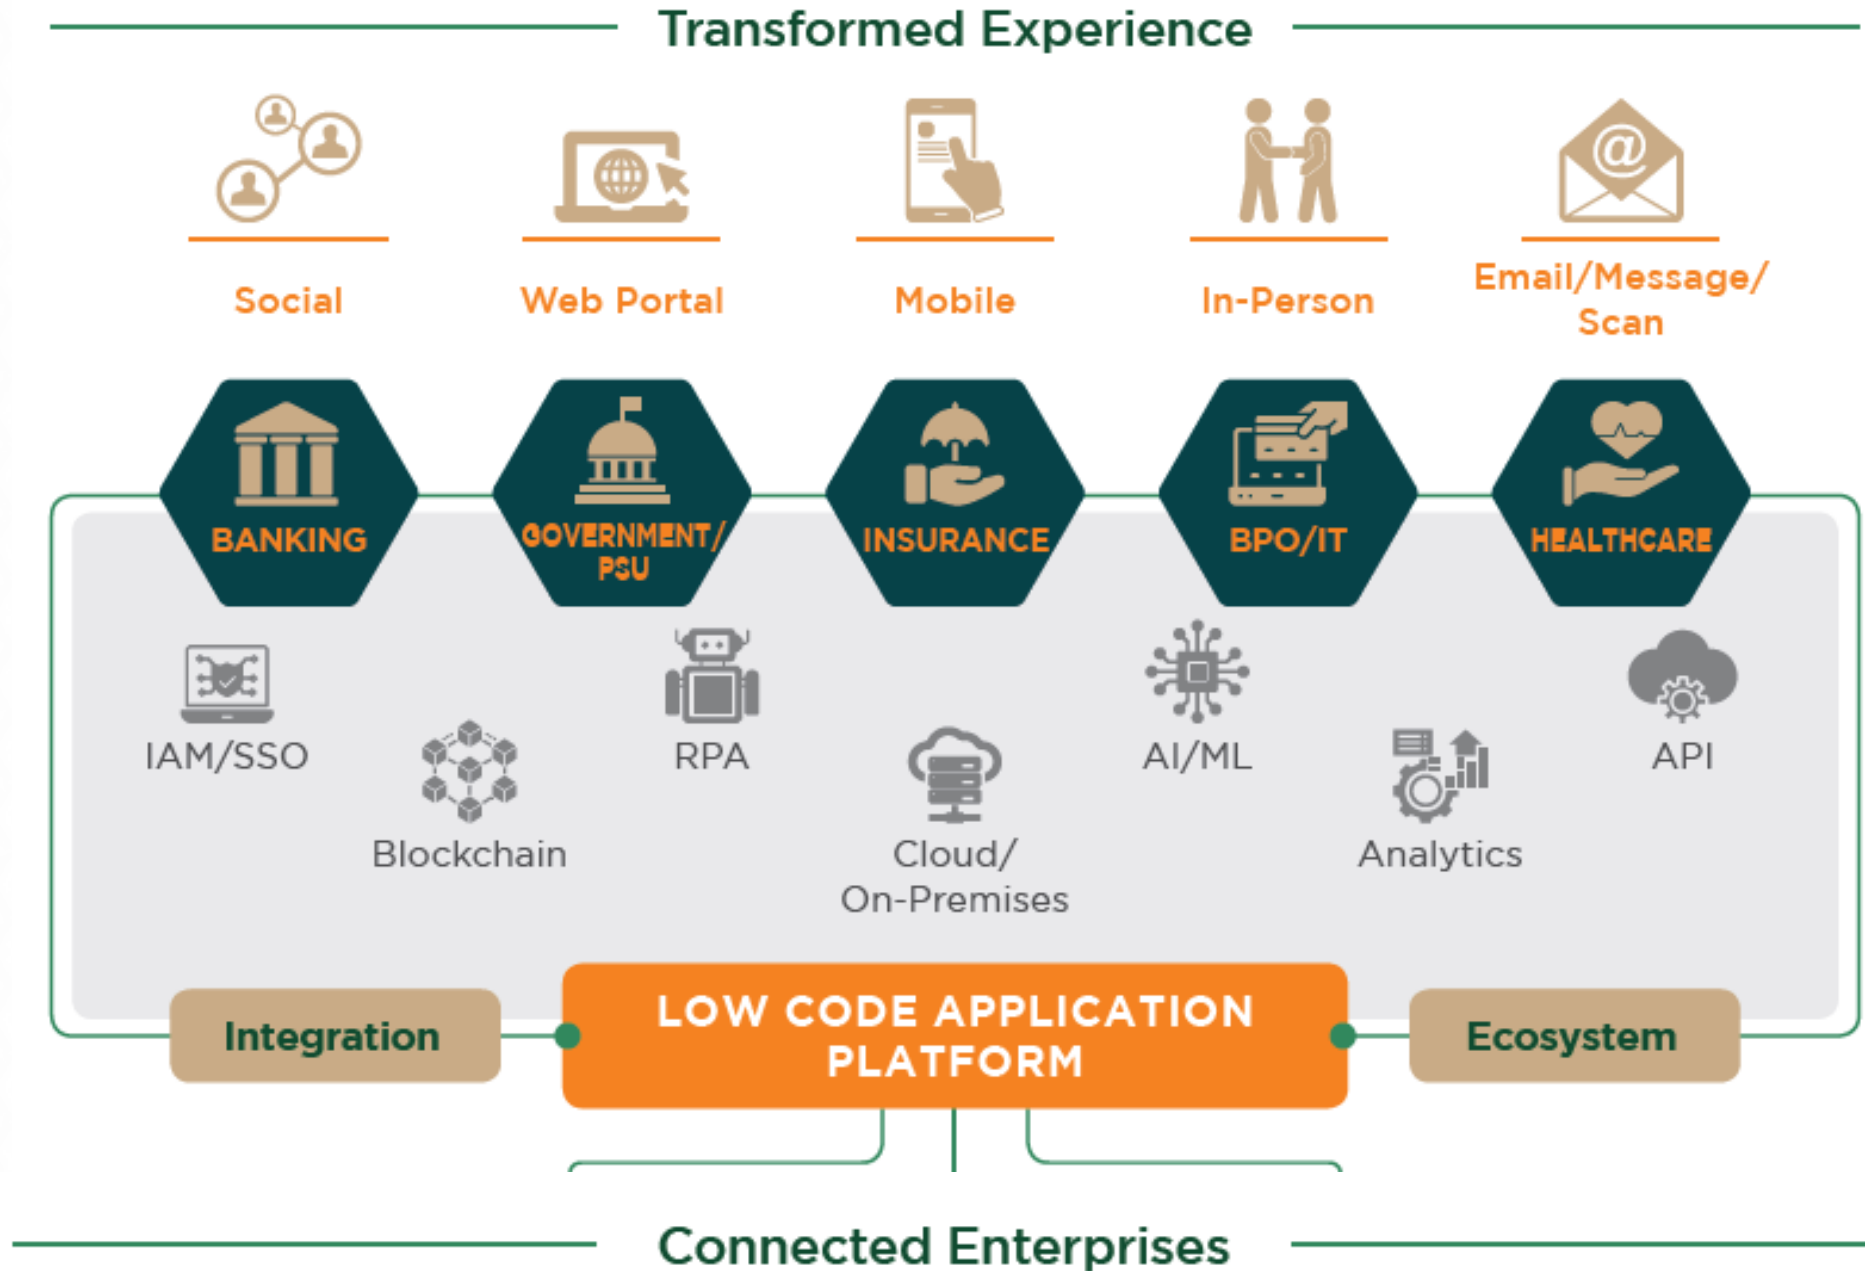 Transformed Experience
Social
Web Portal
Mobile
In-Person
Email/Message/
Scan
BANKING
GOVERNMENT/
PSU
INSURANCE
BPO/IT
HEALTHCARE
IAM/SSO
RPA
AI/ML
API
Blockchain
Cloud/
On-Premises
Analytics
Integration
LOW CODE APPLICATION
PLATFORM
Ecosystem
Connected Enterprises